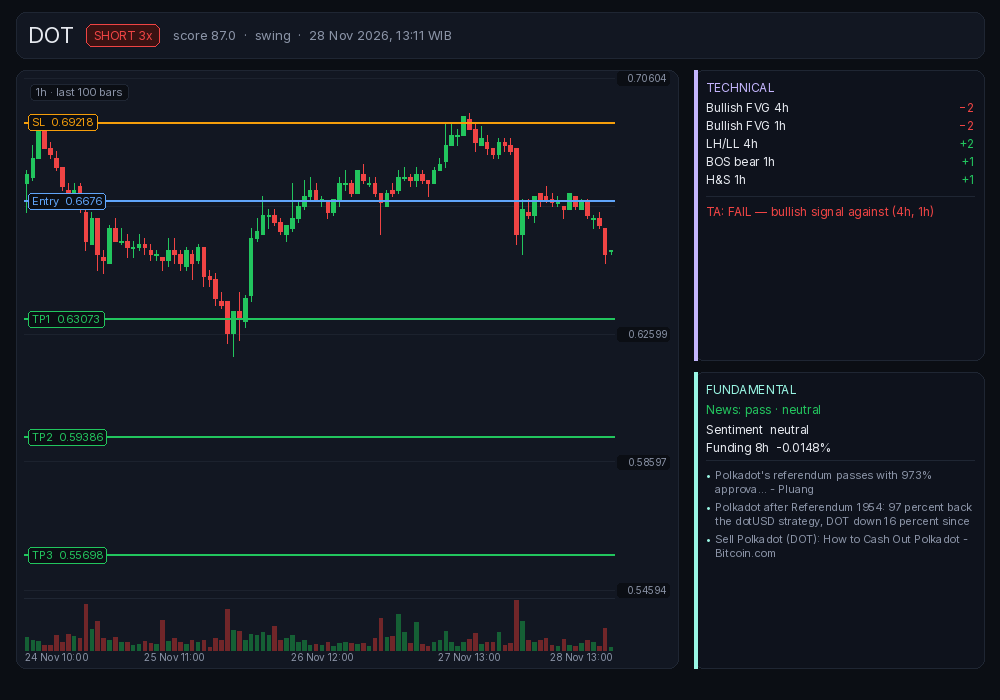 DOT SHORT 3x score 87.0 · swing · 28 Nov 2026, 13:11 WIB
1h · last 100 bars
0.70604
SL 0.69218
Entry 0.6676
TP1 0.63073
0.62599
TP2 0.59386
0.58597
TP3 0.55698
0.54594
24 Nov 10:00 25 Nov 11:00 26 Nov 12:00 27 Nov 13:00 28 Nov 13:00
TECHNICAL
Bullish FVG 4h −2
Bullish FVG 1h −2
LH/LL 4h +2
BOS bear 1h +1
H&S 1h +1
TA: FAIL — bullish signal against (4h, 1h)
FUNDAMENTAL
News: pass · neutral
Sentiment neutral
Funding 8h -0.0148%
• Polkadot's referendum passes with 97.3%
approva... - Pluang
• Polkadot after Referendum 1954: 97 percent back
the dotUSD strategy, DOT down 16 percent since
• Sell Polkadot (DOT): How to Cash Out Polkadot -
Bitcoin.com